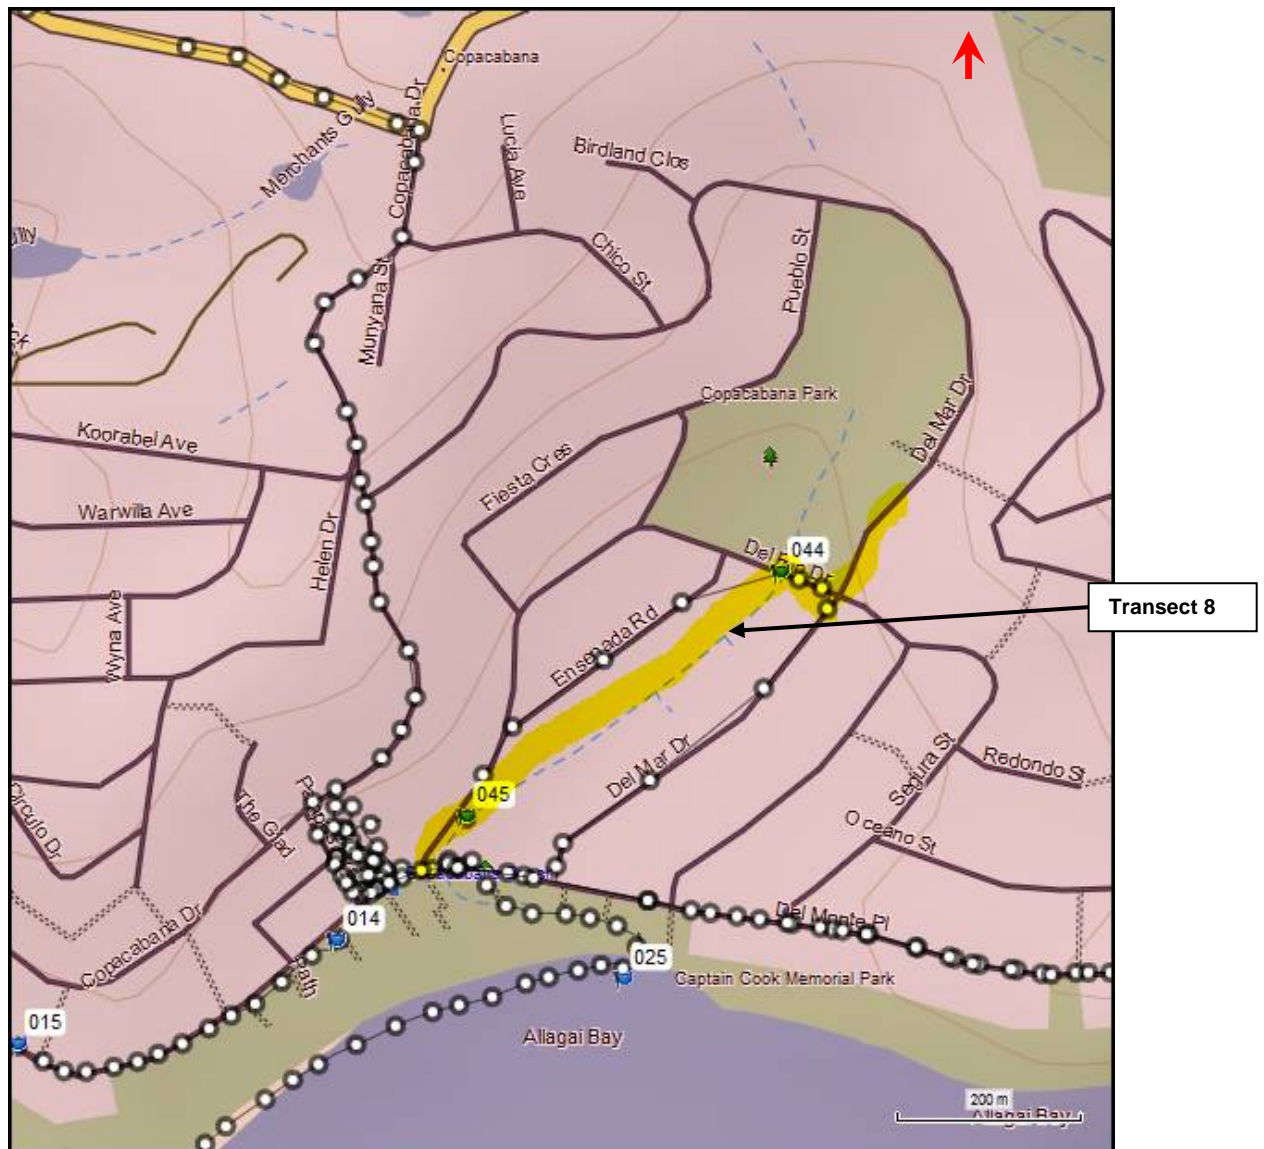 Copacabana
Copacabana Dr
Merchants Gully
Lucia Ave
Birdland Clos
Chico St
Pueblo St
Munyana St
Copacabana Park
Del Mar Dr
Koorabel Ave
Fiesta Cres
Warwilla Ave
Helen Dr
044
Transect 8
Wyna Ave
Ensenada Rd
Del Mar Dr
Segura St
Redondo St
045
Circulo Dr
The Glad
Oceano St
014
Del Monte Pl
Copacabana Dr
Path
025
Captain Cook Memorial Park
015
Allagai Bay
200 m
Allagai Bay